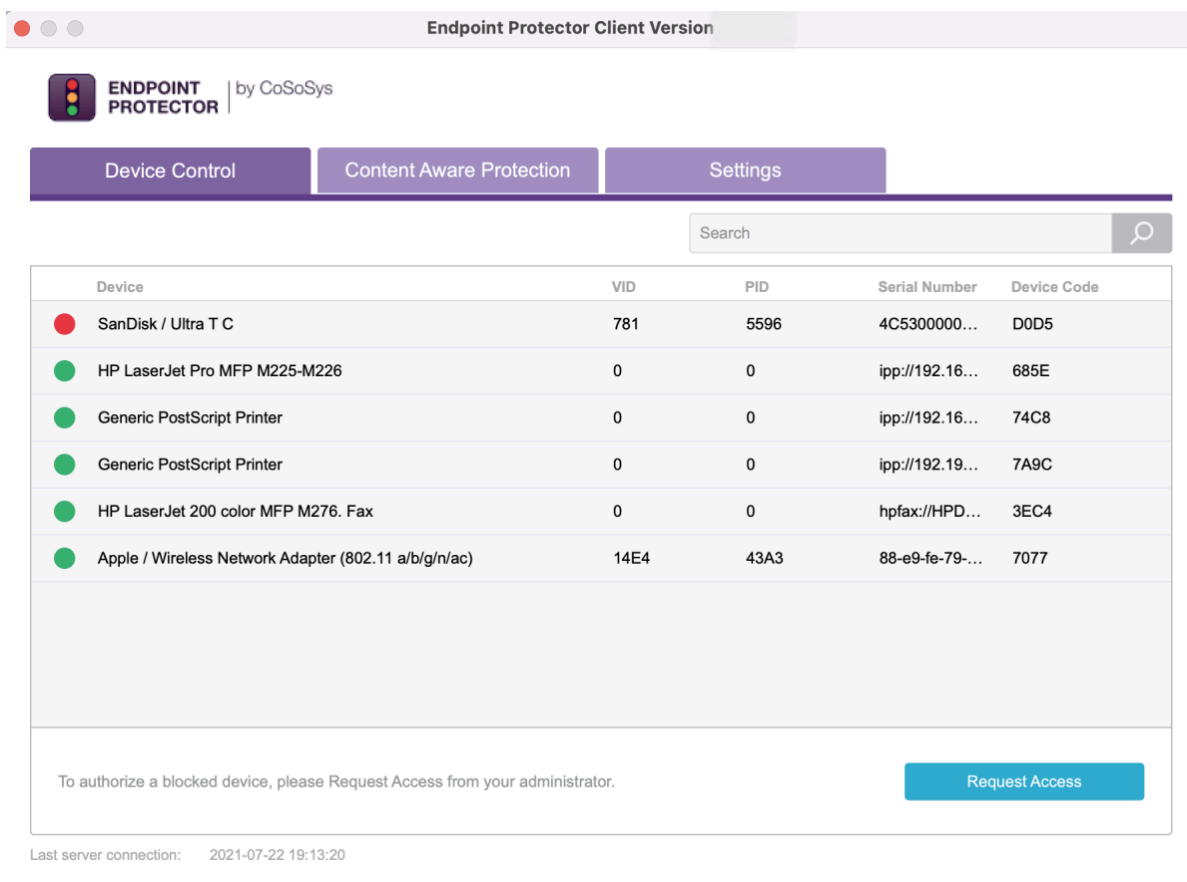 Endpoint Protector Client Version
ENDPOINT PROTECTOR | by CoSoSys
Device Control Content Aware Protection Settings
Search
Device VID PID Serial Number Device Code
SanDisk / Ultra T C 781 5596 4C5300000... D0D5
HP LaserJet Pro MFP M225-M226 0 0 ipp://192.16... 685E
Generic PostScript Printer 0 0 ipp://192.16... 74C8
Generic PostScript Printer 0 0 ipp://192.19... 7A9C
HP LaserJet 200 color MFP M276. Fax 0 0 hpfax://HPD... 3EC4
Apple / Wireless Network Adapter (802.11 a/b/g/n/ac) 14E4 43A3 88-e9-fe-79-... 7077
To authorize a blocked device, please Request Access from your administrator. Request Access
Last server connection: 2021-07-22 19:13:20